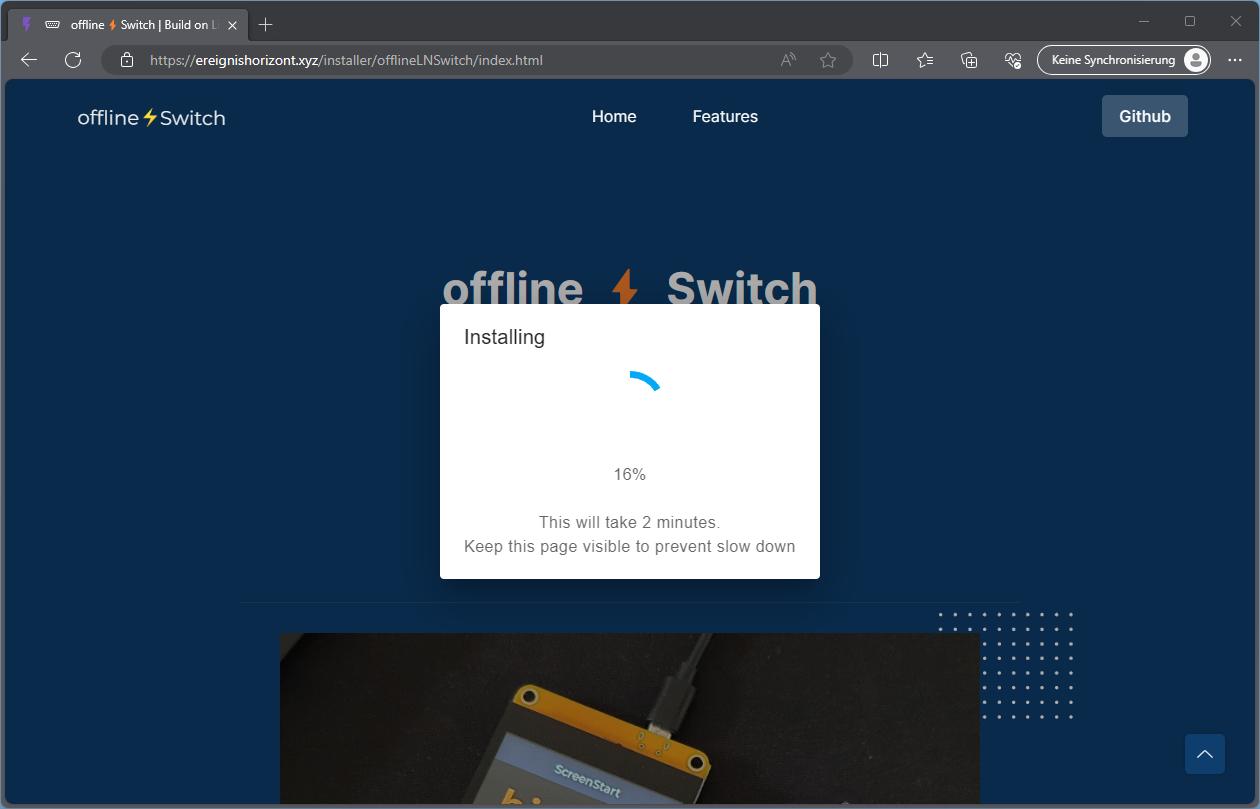 offline⚡Switch | Build on Li
https://ereignishorizont.xyz/installer/offlineLNSwitch/index.html
Keine Synchronisierung
offline⚡Switch
Home
Features
Github
offline ⚡ Switch
Installing
16%
This will take 2 minutes.
Keep this page visible to prevent slow down
ScreenStart